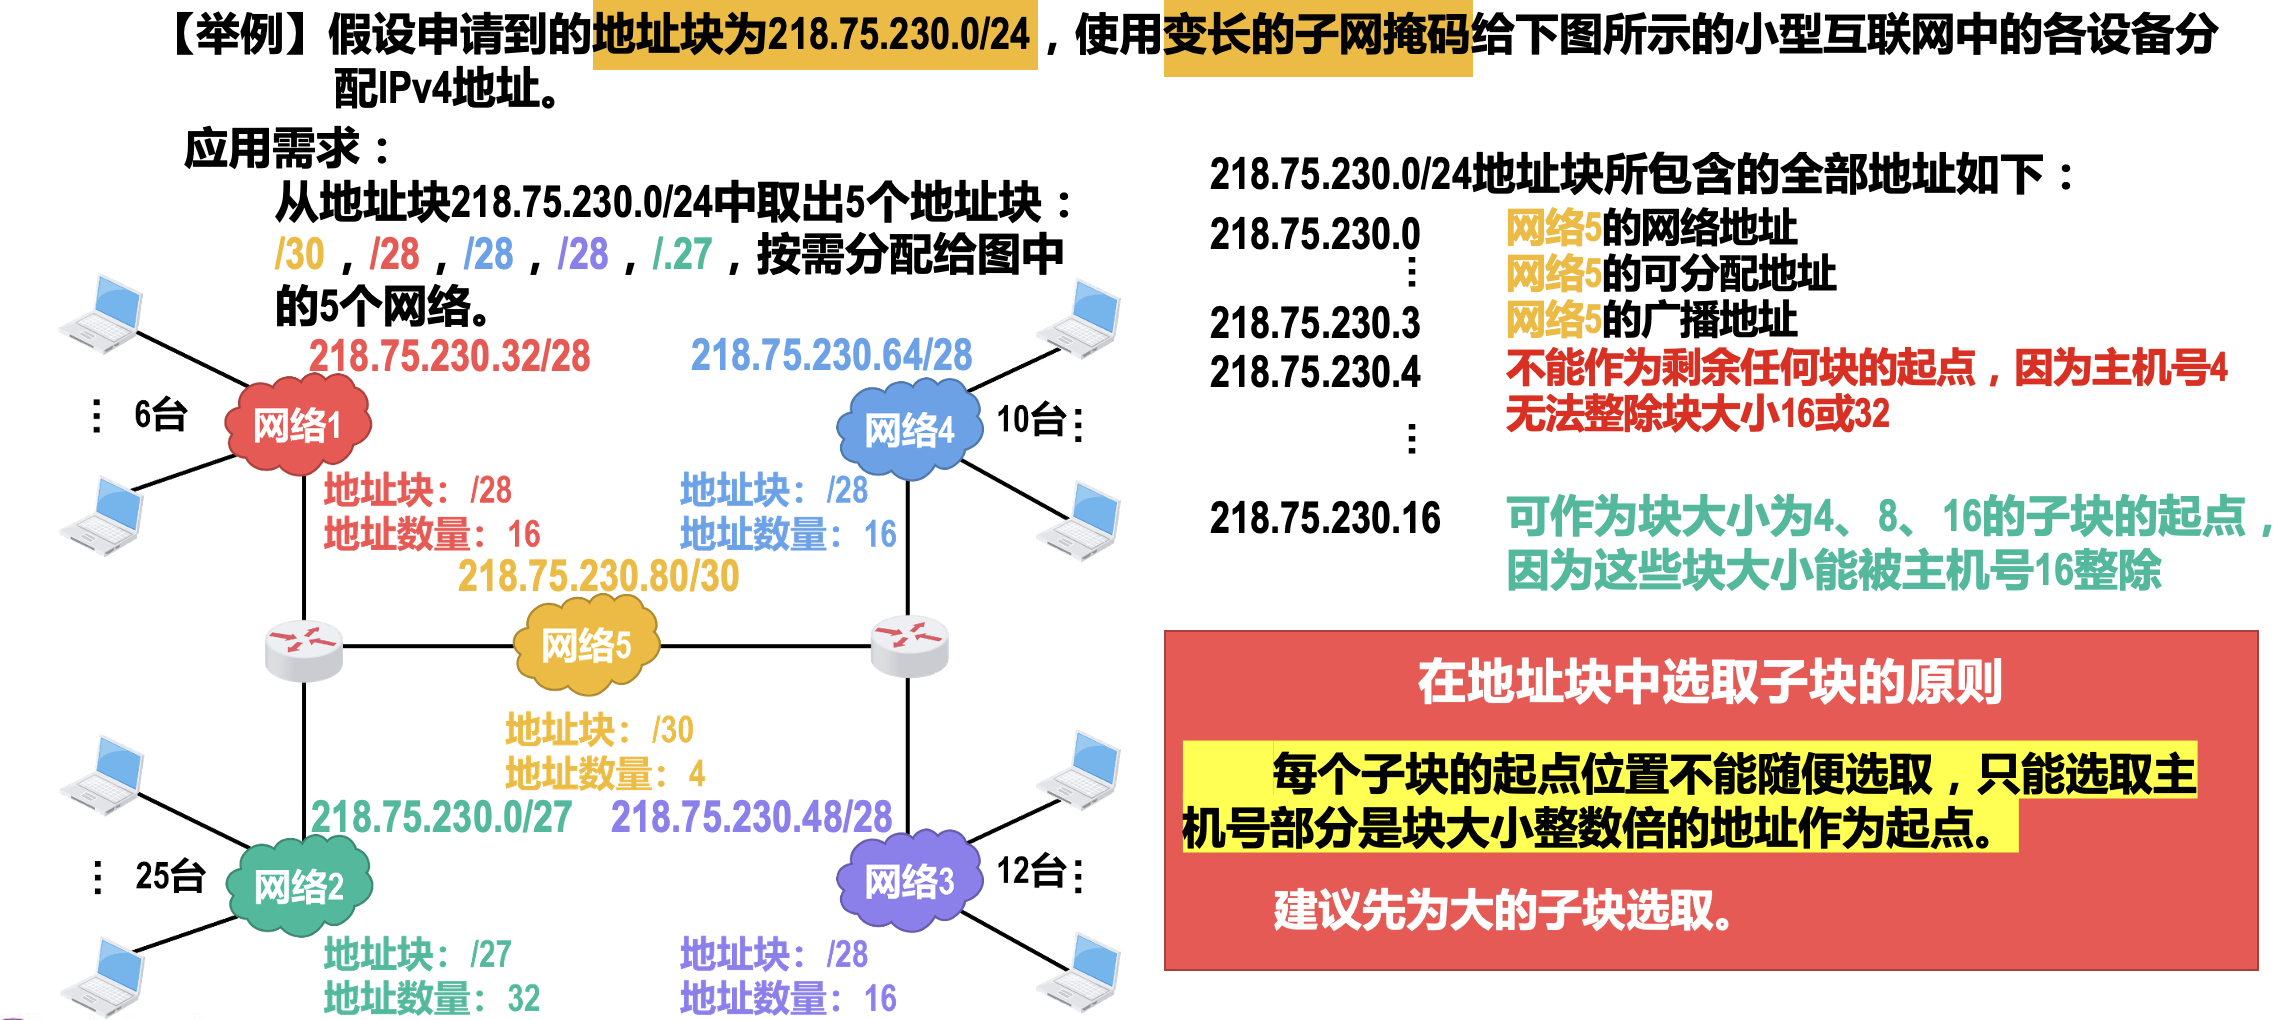 【举例】假设申请到的地址块为218.75.230.0/24，使用变长的子网掩码给下图所示的小型互联网中的各设备分
配IPv4地址。
应用需求：
从地址块218.75.230.0/24中取出5个地址块：
/30，/28，/28，/28，/.27，按需分配给图中
的5个网络。
218.75.230.32/28
218.75.230.64/28
网络1
6台
网络4
10台
地址块：/28
地址数量：16
地址块：/28
地址数量：16
218.75.230.80/30
网络5
地址块：/30
地址数量：4
218.75.230.0/27
218.75.230.48/28
网络2
25台
网络3
12台
地址块：/27
地址数量：32
地址块：/28
地址数量：16
218.75.230.0/24地址块所包含的全部地址如下：
218.75.230.0 网络5的网络地址
⋮ 网络5的可分配地址
218.75.230.3 网络5的广播地址
218.75.230.4 不能作为剩余任何块的起点，因为主机号4
无法整除块大小16或32
⋮
218.75.230.16 可作为块大小为4、8、16的子块的起点，
因为这些块大小能被主机号16整除
在地址块中选取子块的原则
每个子块的起点位置不能随便选取，只能选取主
机号部分是块大小整数倍的地址作为起点。
建议先为大的子块选取。